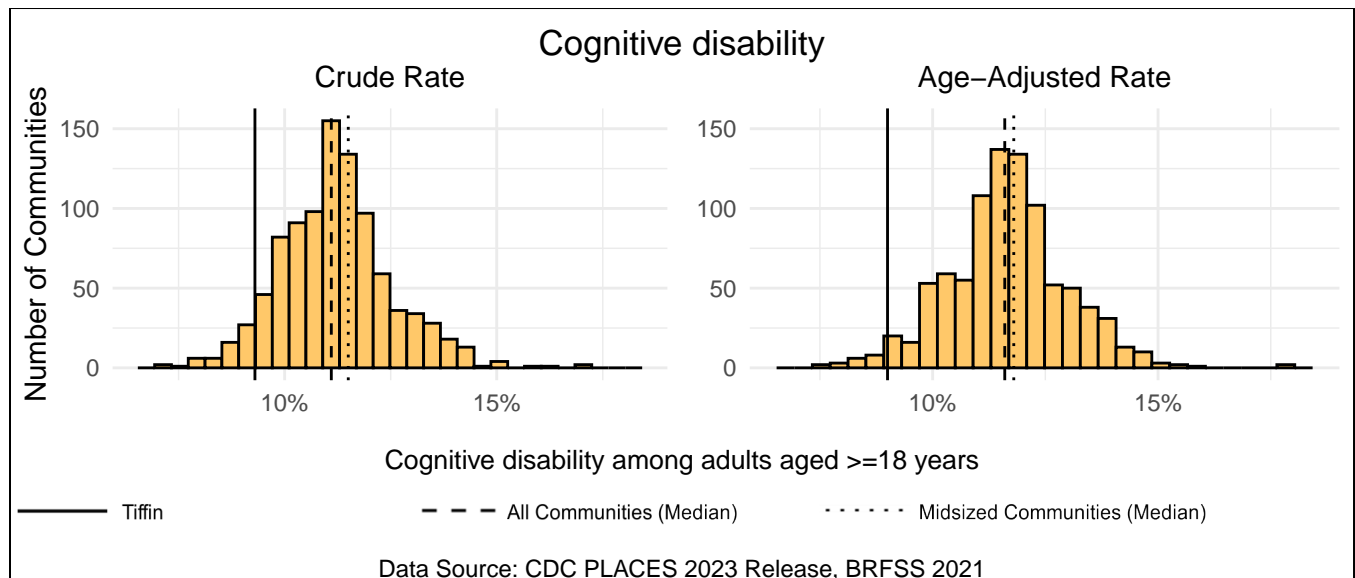 Cognitive disability
Crude Rate
Age−Adjusted Rate
Number of Communities
150
100
50
0
10%
15%
150
100
50
0
10%
15%
Cognitive disability among adults aged >=18 years
Tiffin
All Communities (Median)
Midsized Communities (Median)
Data Source: CDC PLACES 2023 Release, BRFSS 2021